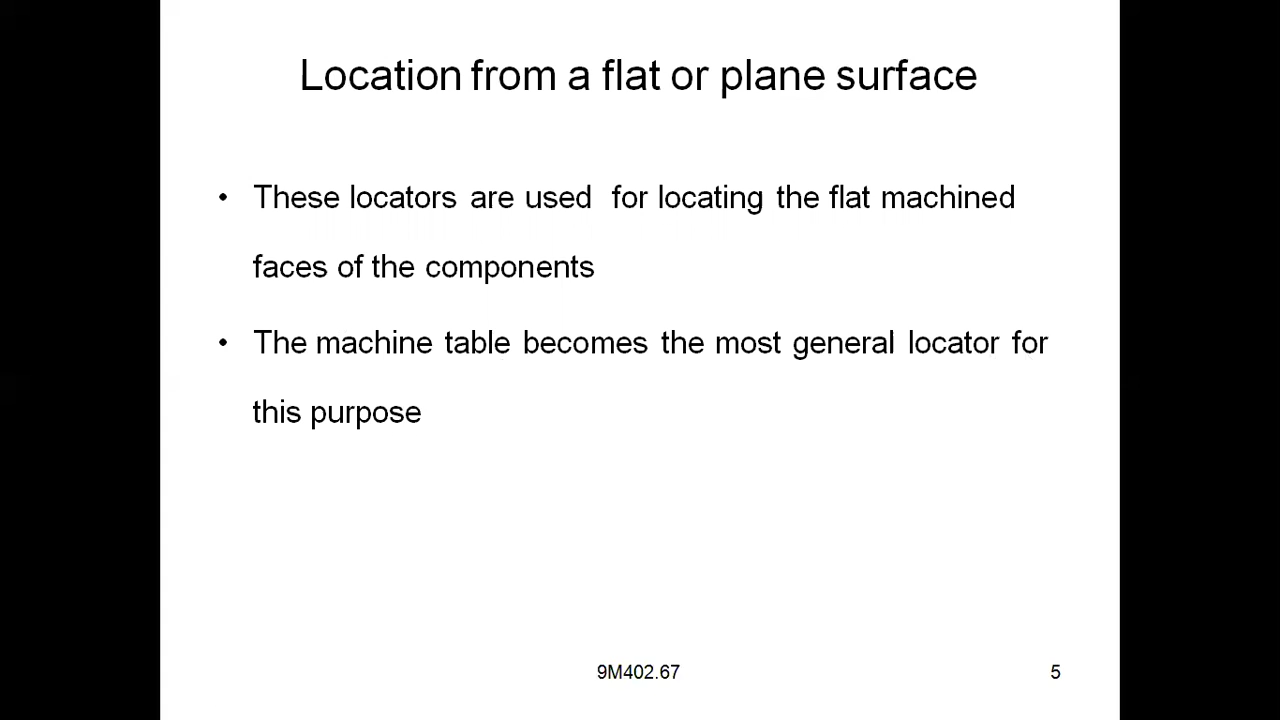 Location from a flat or plane surface
• These locators are used for locating the flat machined
faces of the components
• The machine table becomes the most general locator for
this purpose
9M402.67
5